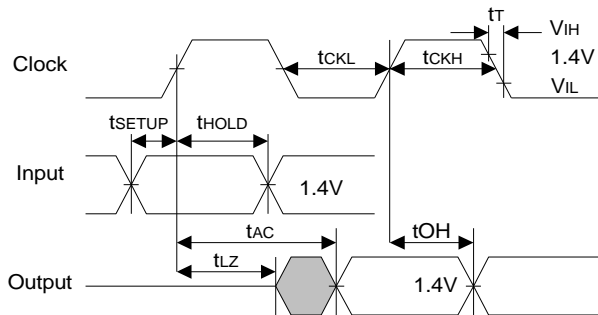 tT
VIH
1.4V
VIL
Clock
tCKL
tCKH
tSETUP
tHOLD
Input
1.4V
tAC
tOH
tLZ
Output
1.4V